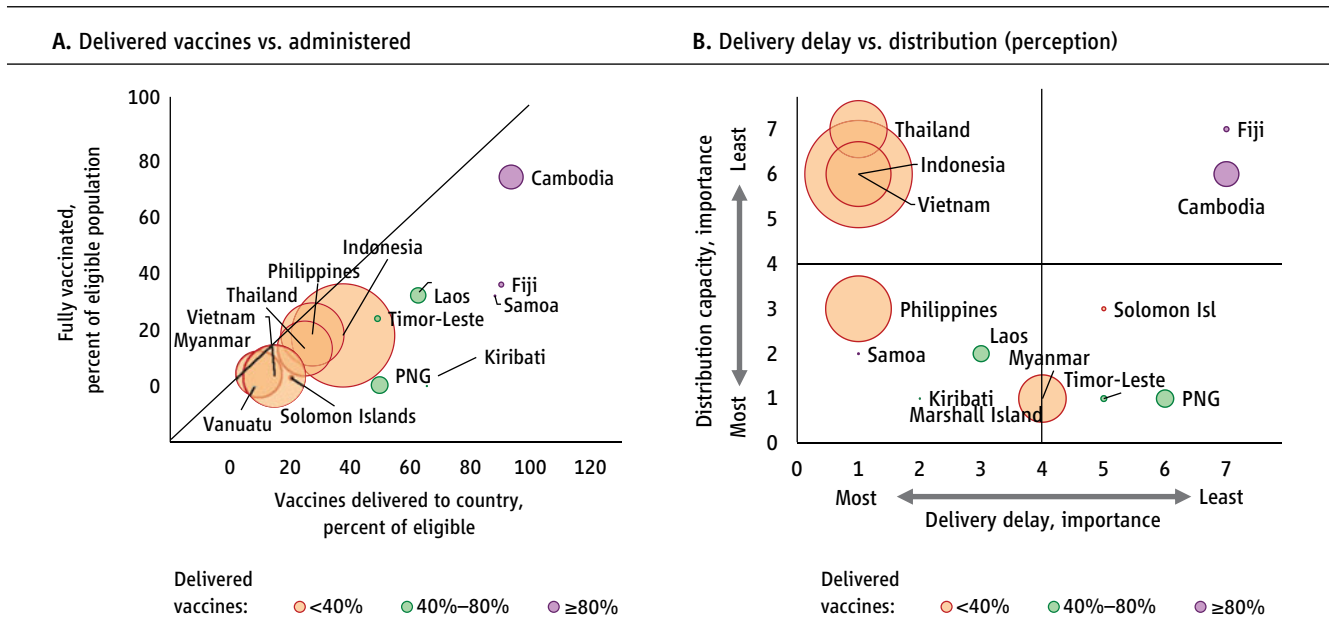 A. Delivered vaccines vs. administered
Fully vaccinated,
percent of eligible population
100
80
60
40
20
0
Cambodia
Indonesia
Philippines
Thailand
Vietnam
Myanmar
Laos
Fiji
Samoa
Timor-Leste
Kiribati
PNG
Solomon Islands
Vanuatu
0 20 40 60 80 100 120
Vaccines delivered to country,
percent of eligible
Delivered
vaccines: <40% 40%–80% ≥80%
B. Delivery delay vs. distribution (perception)
Distribution capacity, importance
Least
Most
7
6
5
4
3
2
1
0
Thailand
Fiji
Indonesia
Vietnam
Cambodia
Philippines
Solomon Isl
Laos
Samoa
Myanmar
Timor-Leste
Kiribati
PNG
Marshall Island
0 1 2 3 4 5 6 7
Most Least
Delivery delay, importance
Delivered
vaccines: <40% 40%–80% ≥80%